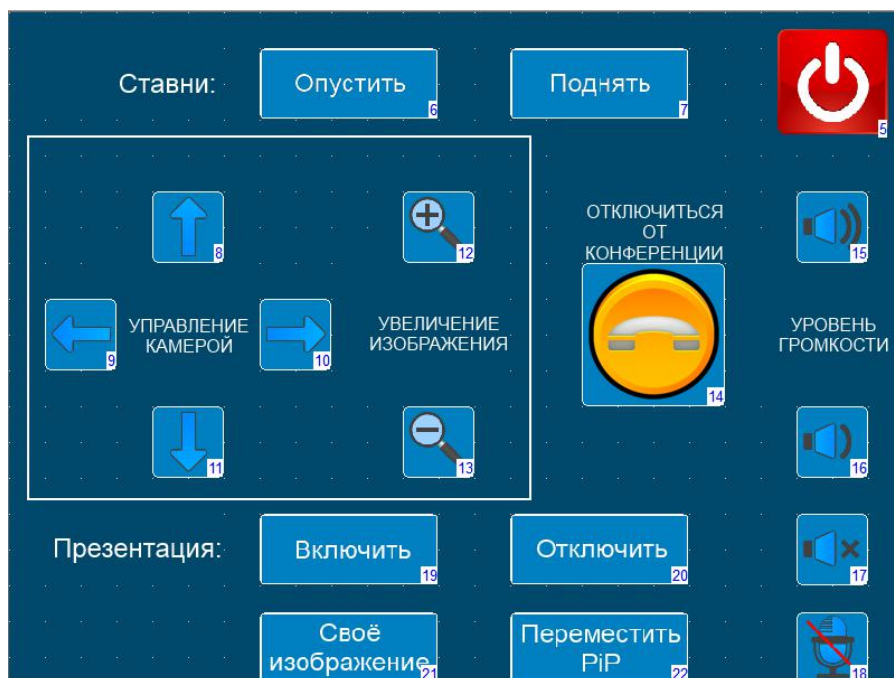 Ставни:
Опустить
6
Поднять
7
5
8
12
ОТКЛЮЧИТЬСЯ
ОТ
КОНФЕРЕНЦИИ
15
9
УПРАВЛЕНИЕ
КАМЕРОЙ
10
УВЕЛИЧЕНИЕ
ИЗОБРАЖЕНИЯ
14
УРОВЕНЬ
ГРОМКОСТИ
11
13
16
Презентация:
Включить
19
Отключить
20
17
Своё
изображение
21
Переместить
PiP
22
18